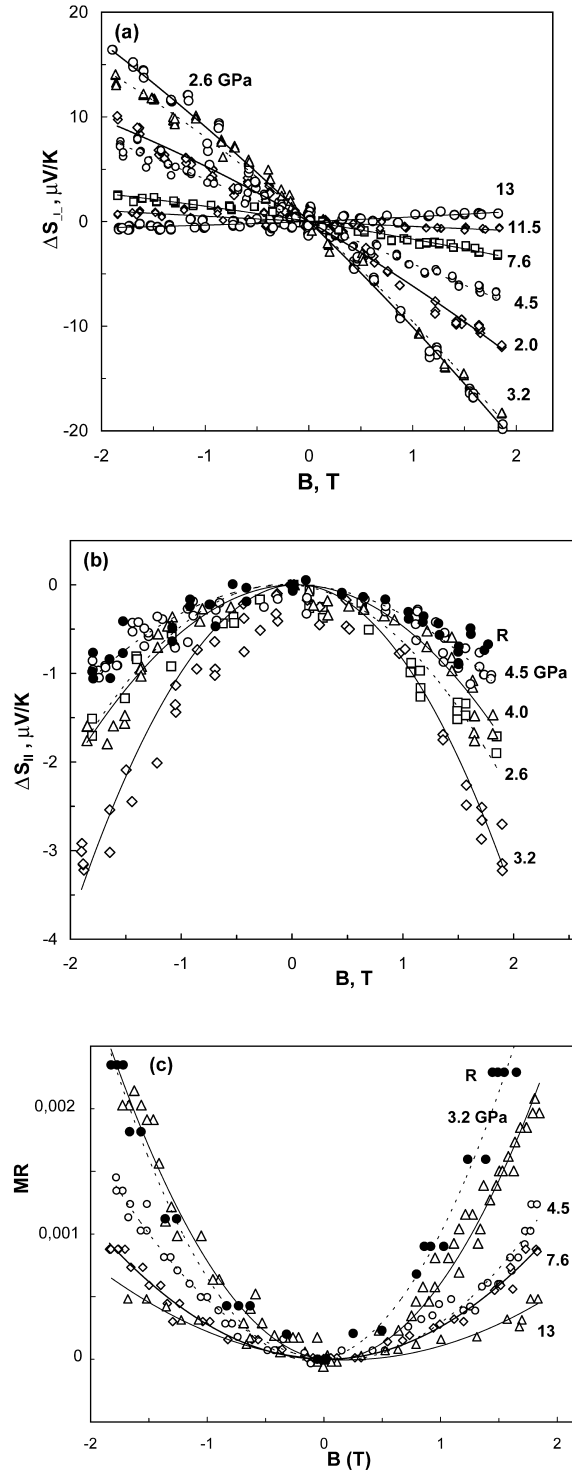 (a)
20
2.6 GPa
10
ΔS⊥, μV/K
0
13
11.5
7.6
4.5
-10
2.0
3.2
-20
-2 -1 0 1 2
B, T
(b)
0
R
4.5 GPa
-1
4.0
ΔS||, μV/K
-2
2.6
-3
3.2
-4
-2 -1 0 1 2
B, T
(c)
R
3.2 GPa
0,002
MR
4.5
0,001
7.6
13
0
-2 -1 0 1 2
B (T)